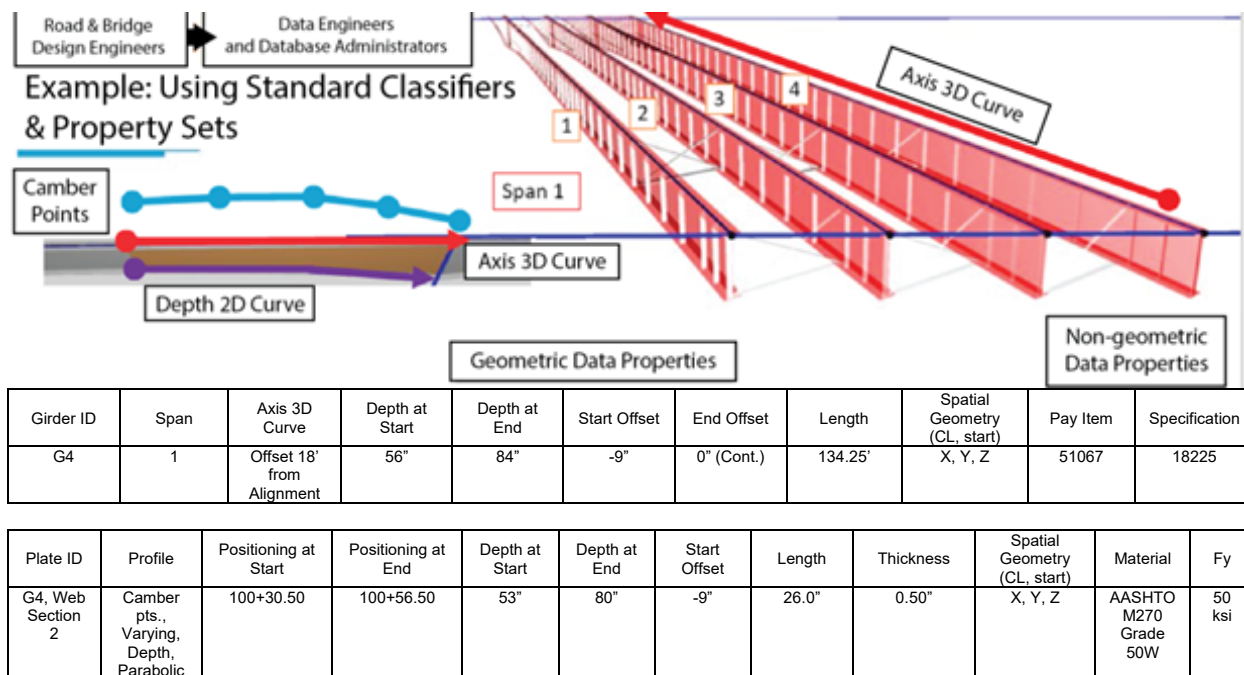 Road & Bridge
Design Engineers
Data Engineers
and Database Administrators
Example: Using Standard Classifiers
& Property Sets
Camber
Points
Span 1
Axis 3D Curve
Depth 2D Curve
1
2
3
4
Axis 3D Curve
Geometric Data Properties
Non-geometric
Data Properties
Girder ID Span Axis 3D Curve Depth at Start Depth at End Start Offset End Offset Length Spatial Geometry (CL, start) Pay Item Specification
G4 1 Offset 18' from Alignment 56" 84" -9" 0" (Cont.) 134.25' X, Y, Z 51067 18225
Plate ID Profile Positioning at Start Positioning at End Depth at Start Depth at End Start Offset Length Thickness Spatial Geometry (CL, start) Material Fy
G4, Web Section 2 Camber pts., Varying, Depth, Parabolic 100+30.50 100+56.50 53" 80" -9" 26.0" 0.50" X, Y, Z AASHTO M270 Grade 50W 50 ksi